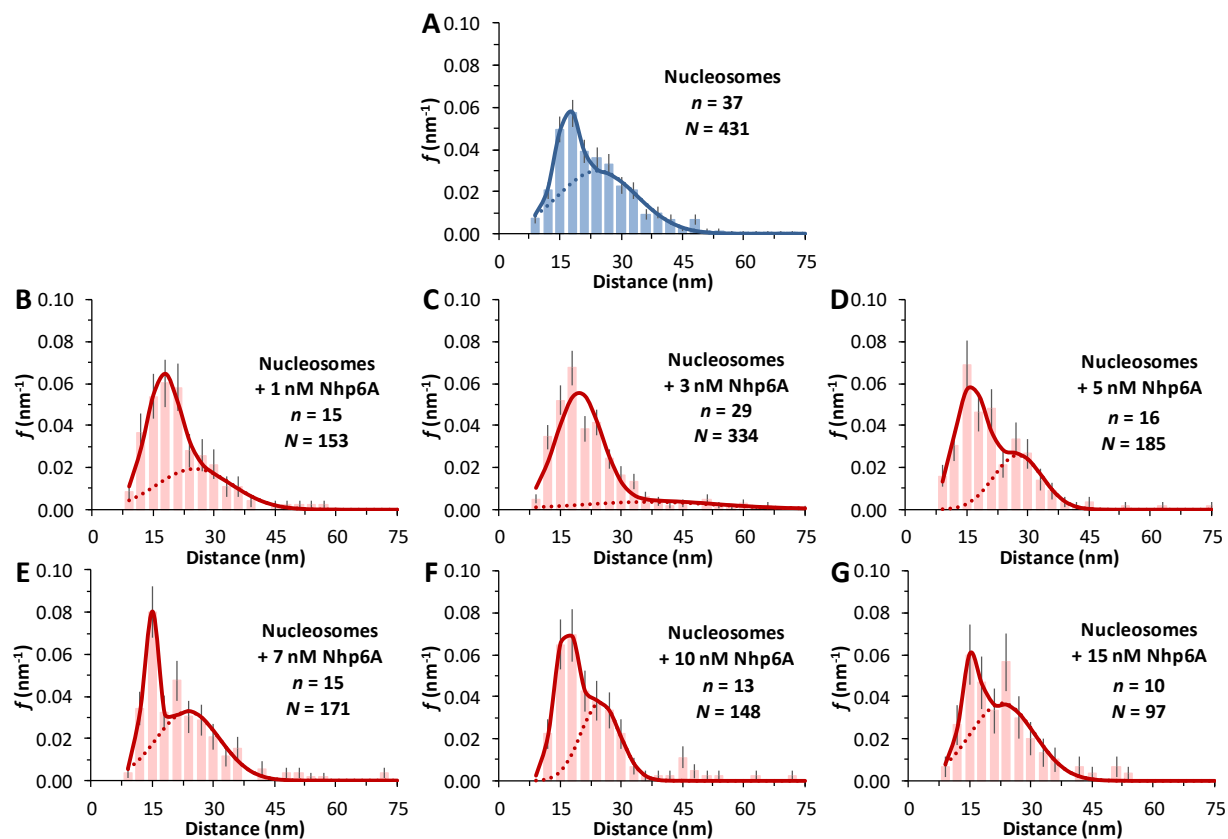 A
0.10
0.08
0.06
0.04
0.02
0.00
f (nm-1)
Nucleosomes
n = 37
N = 431
0 15 30 45 60 75
Distance (nm)
B
0.10
0.08
0.06
0.04
0.02
0.00
f (nm-1)
Nucleosomes
+ 1 nM Nhp6A
n = 15
N = 153
0 15 30 45 60 75
Distance (nm)
C
0.10
0.08
0.06
0.04
0.02
0.00
f (nm-1)
Nucleosomes
+ 3 nM Nhp6A
n = 29
N = 334
0 15 30 45 60 75
Distance (nm)
D
0.10
0.08
0.06
0.04
0.02
0.00
f (nm-1)
Nucleosomes
+ 5 nM Nhp6A
n = 16
N = 185
0 15 30 45 60 75
Distance (nm)
E
0.10
0.08
0.06
0.04
0.02
0.00
f (nm-1)
Nucleosomes
+ 7 nM Nhp6A
n = 15
N = 171
0 15 30 45 60 75
Distance (nm)
F
0.10
0.08
0.06
0.04
0.02
0.00
f (nm-1)
Nucleosomes
+ 10 nM Nhp6A
n = 13
N = 148
0 15 30 45 60 75
Distance (nm)
G
0.10
0.08
0.06
0.04
0.02
0.00
f (nm-1)
Nucleosomes
+ 15 nM Nhp6A
n = 10
N = 97
0 15 30 45 60 75
Distance (nm)